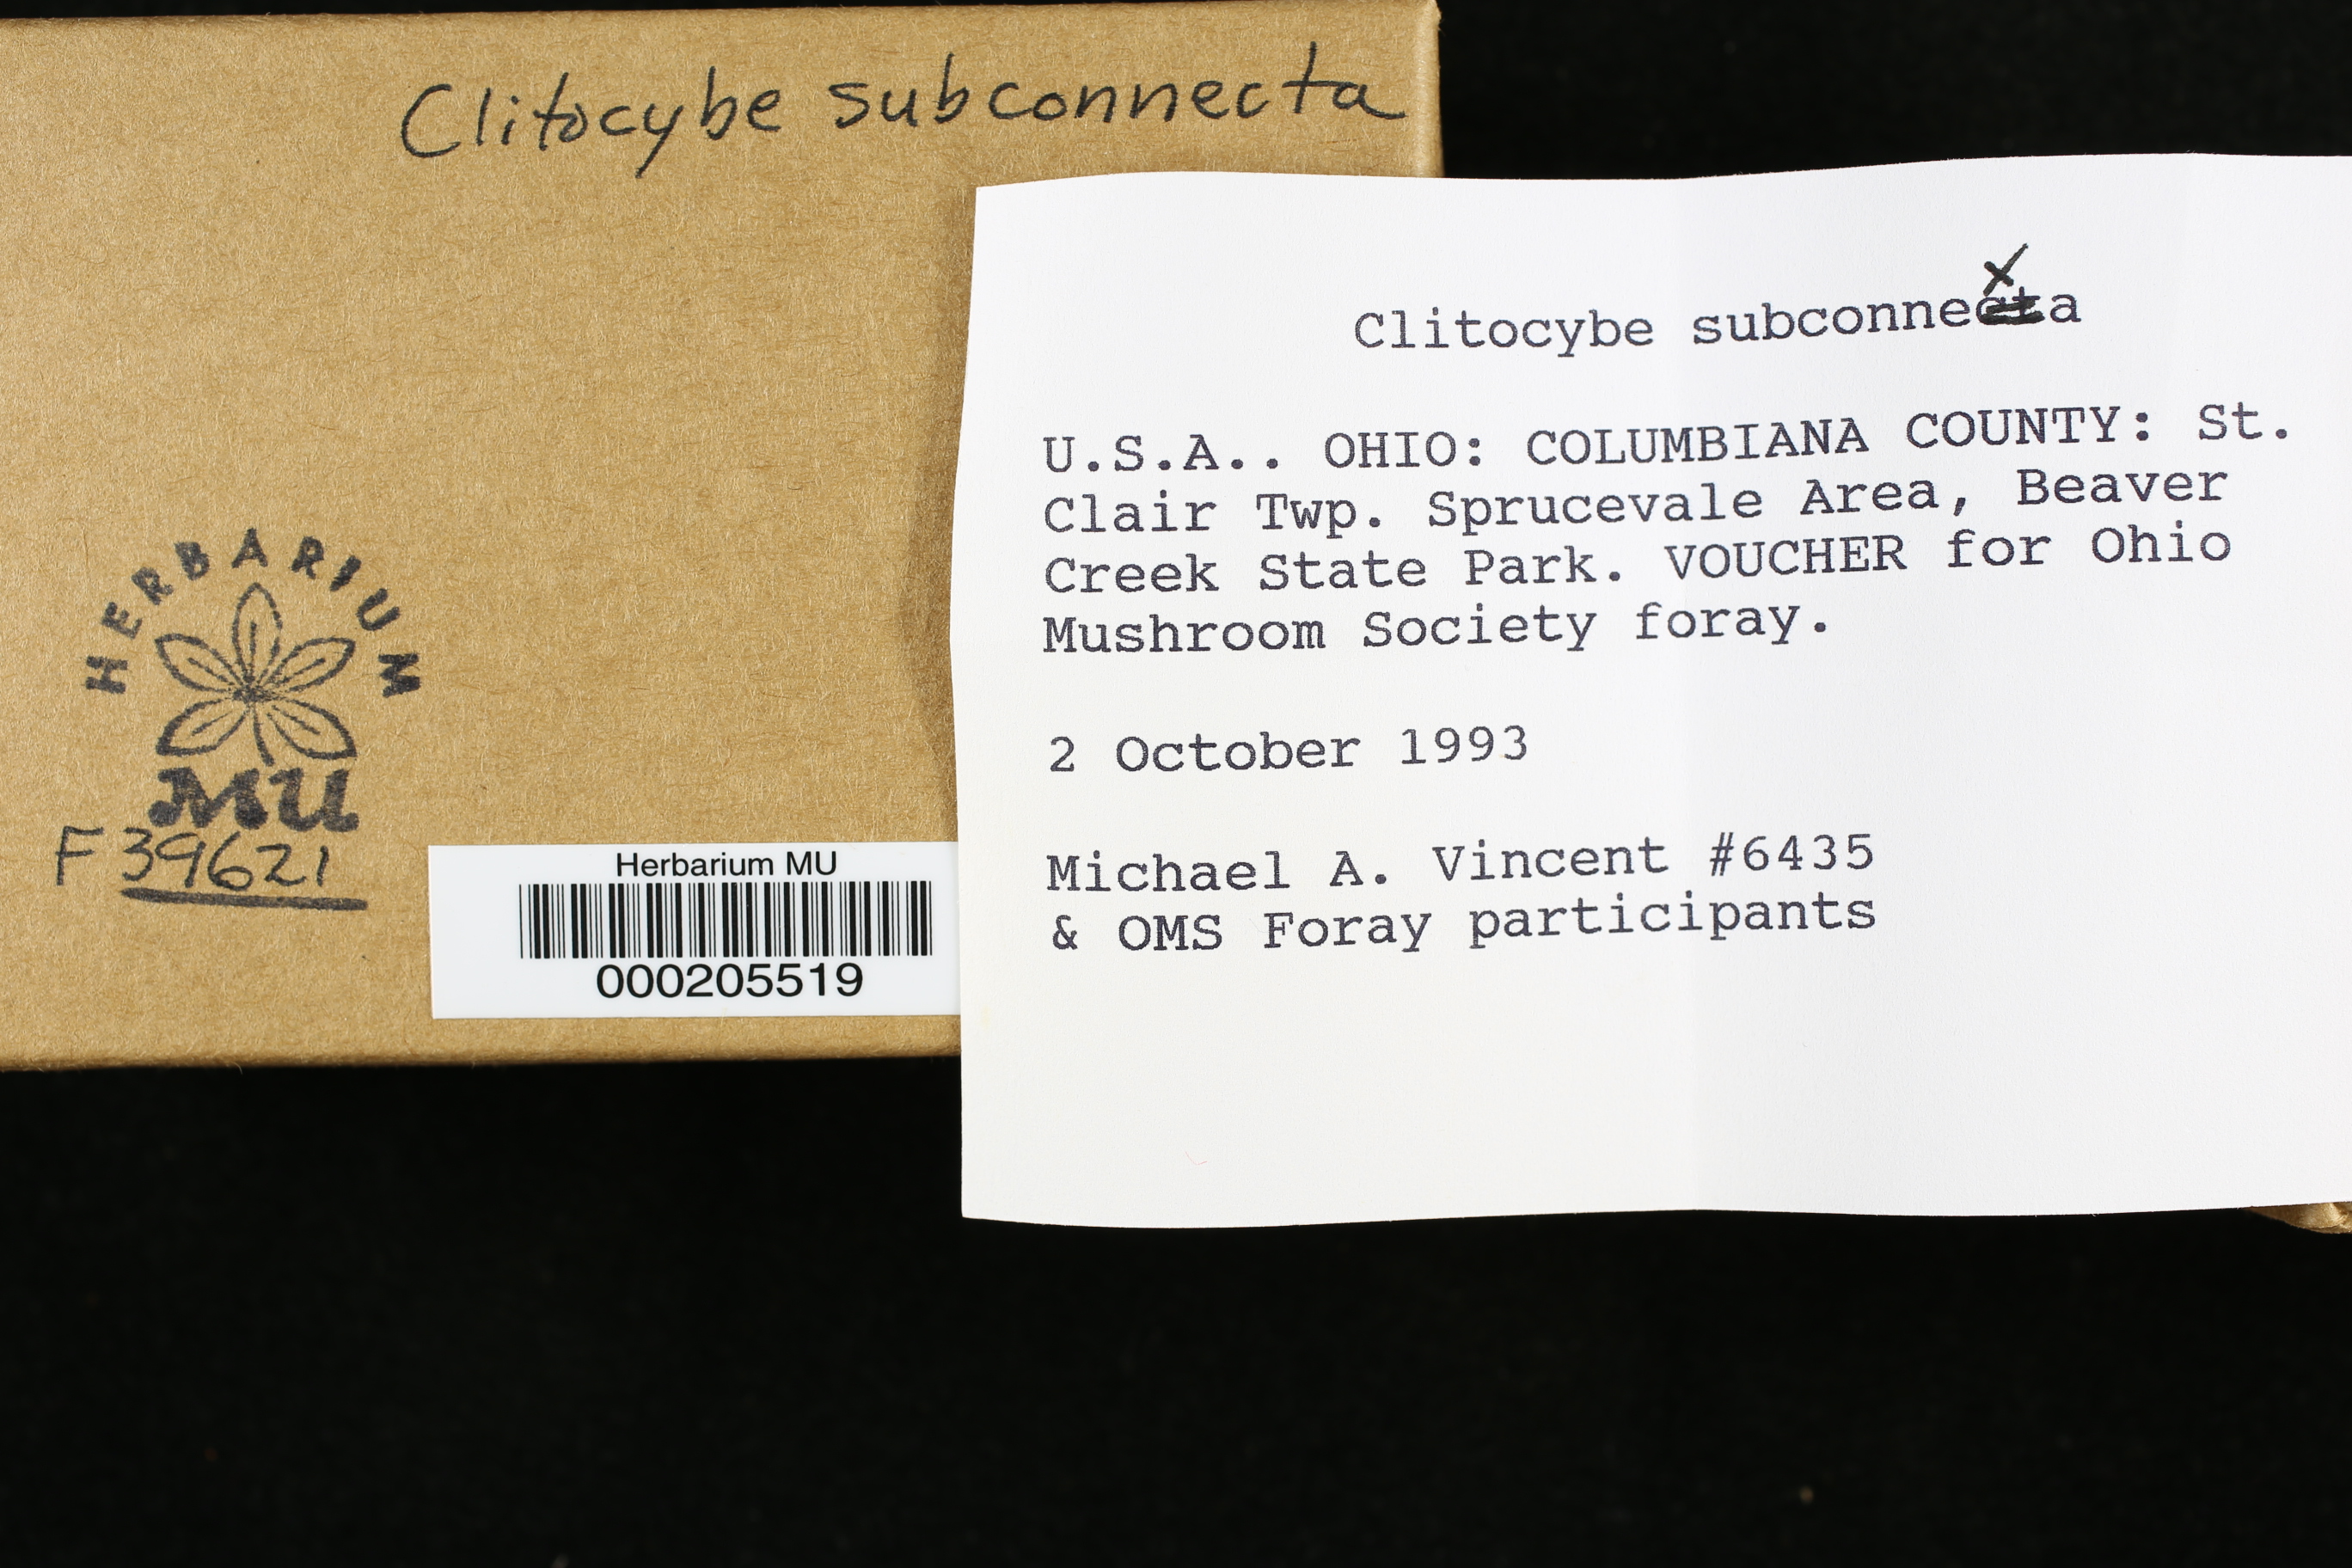 Clitocybe subconnecta
HERBARIUM
MU
F39621
Herbarium MU
000205519
x
Clitocybe subconnecta
U.S.A.. OHIO: COLUMBIANA COUNTY: St.
Clair Twp. Sprucevale Area, Beaver
Creek State Park. VOUCHER for Ohio
Mushroom Society foray.
2 October 1993
Michael A. Vincent #6435
& OMS Foray participants